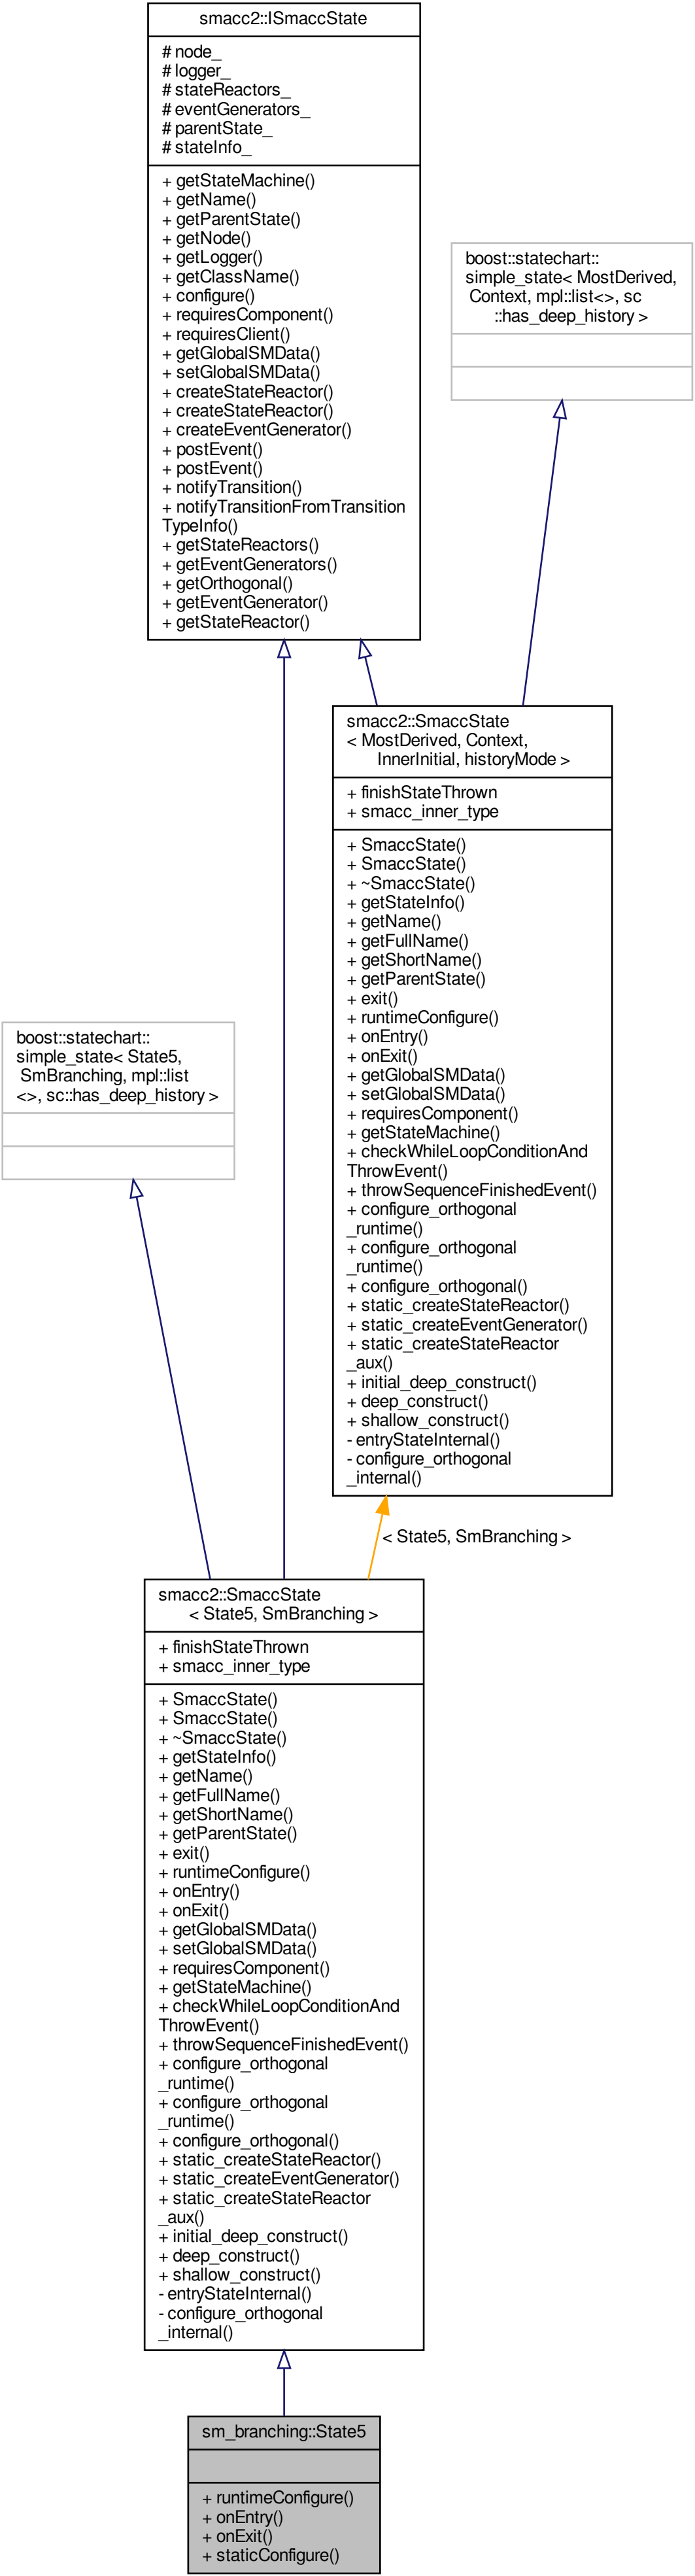 smacc2::ISmaccState
# node_
# logger_
# stateReactors_
# eventGenerators_
# parentState_
# stateInfo_
+ getStateMachine()
+ getName()
+ getParentState()
+ getNode()
+ getLogger()
+ getClassName()
+ configure()
+ requiresComponent()
+ requiresClient()
+ getGlobalSMData()
+ setGlobalSMData()
+ createStateReactor()
+ createStateReactor()
+ createEventGenerator()
+ postEvent()
+ postEvent()
+ notifyTransition()
+ notifyTransitionFromTransition
TypeInfo()
+ getStateReactors()
+ getEventGenerators()
+ getOrthogonal()
+ getEventGenerator()
+ getStateReactor()
boost::statechart::
simple_state< MostDerived,
Context, mpl::list<>, sc
::has_deep_history >
smacc2::SmaccState
< MostDerived, Context,
InnerInitial, historyMode >
+ finishStateThrown
+ smacc_inner_type
+ SmaccState()
+ SmaccState()
+ ~SmaccState()
+ getStateInfo()
+ getName()
+ getFullName()
+ getShortName()
+ getParentState()
+ exit()
+ runtimeConfigure()
+ onEntry()
+ onExit()
+ getGlobalSMData()
+ setGlobalSMData()
+ requiresComponent()
+ getStateMachine()
+ checkWhileLoopConditionAnd
ThrowEvent()
+ throwSequenceFinishedEvent()
+ configure_orthogonal
_runtime()
+ configure_orthogonal
_runtime()
+ configure_orthogonal()
+ static_createStateReactor()
+ static_createEventGenerator()
+ static_createStateReactor
_aux()
+ initial_deep_construct()
+ deep_construct()
+ shallow_construct()
- entryStateInternal()
- configure_orthogonal
_internal()
boost::statechart::
simple_state< State5,
SmBranching, mpl::list
<>, sc::has_deep_history >
< State5, SmBranching >
smacc2::SmaccState
< State5, SmBranching >
+ finishStateThrown
+ smacc_inner_type
+ SmaccState()
+ SmaccState()
+ ~SmaccState()
+ getStateInfo()
+ getName()
+ getFullName()
+ getShortName()
+ getParentState()
+ exit()
+ runtimeConfigure()
+ onEntry()
+ onExit()
+ getGlobalSMData()
+ setGlobalSMData()
+ requiresComponent()
+ getStateMachine()
+ checkWhileLoopConditionAnd
ThrowEvent()
+ throwSequenceFinishedEvent()
+ configure_orthogonal
_runtime()
+ configure_orthogonal
_runtime()
+ configure_orthogonal()
+ static_createStateReactor()
+ static_createEventGenerator()
+ static_createStateReactor
_aux()
+ initial_deep_construct()
+ deep_construct()
+ shallow_construct()
- entryStateInternal()
- configure_orthogonal
_internal()
sm_branching::State5
+ runtimeConfigure()
+ onEntry()
+ onExit()
+ staticConfigure()